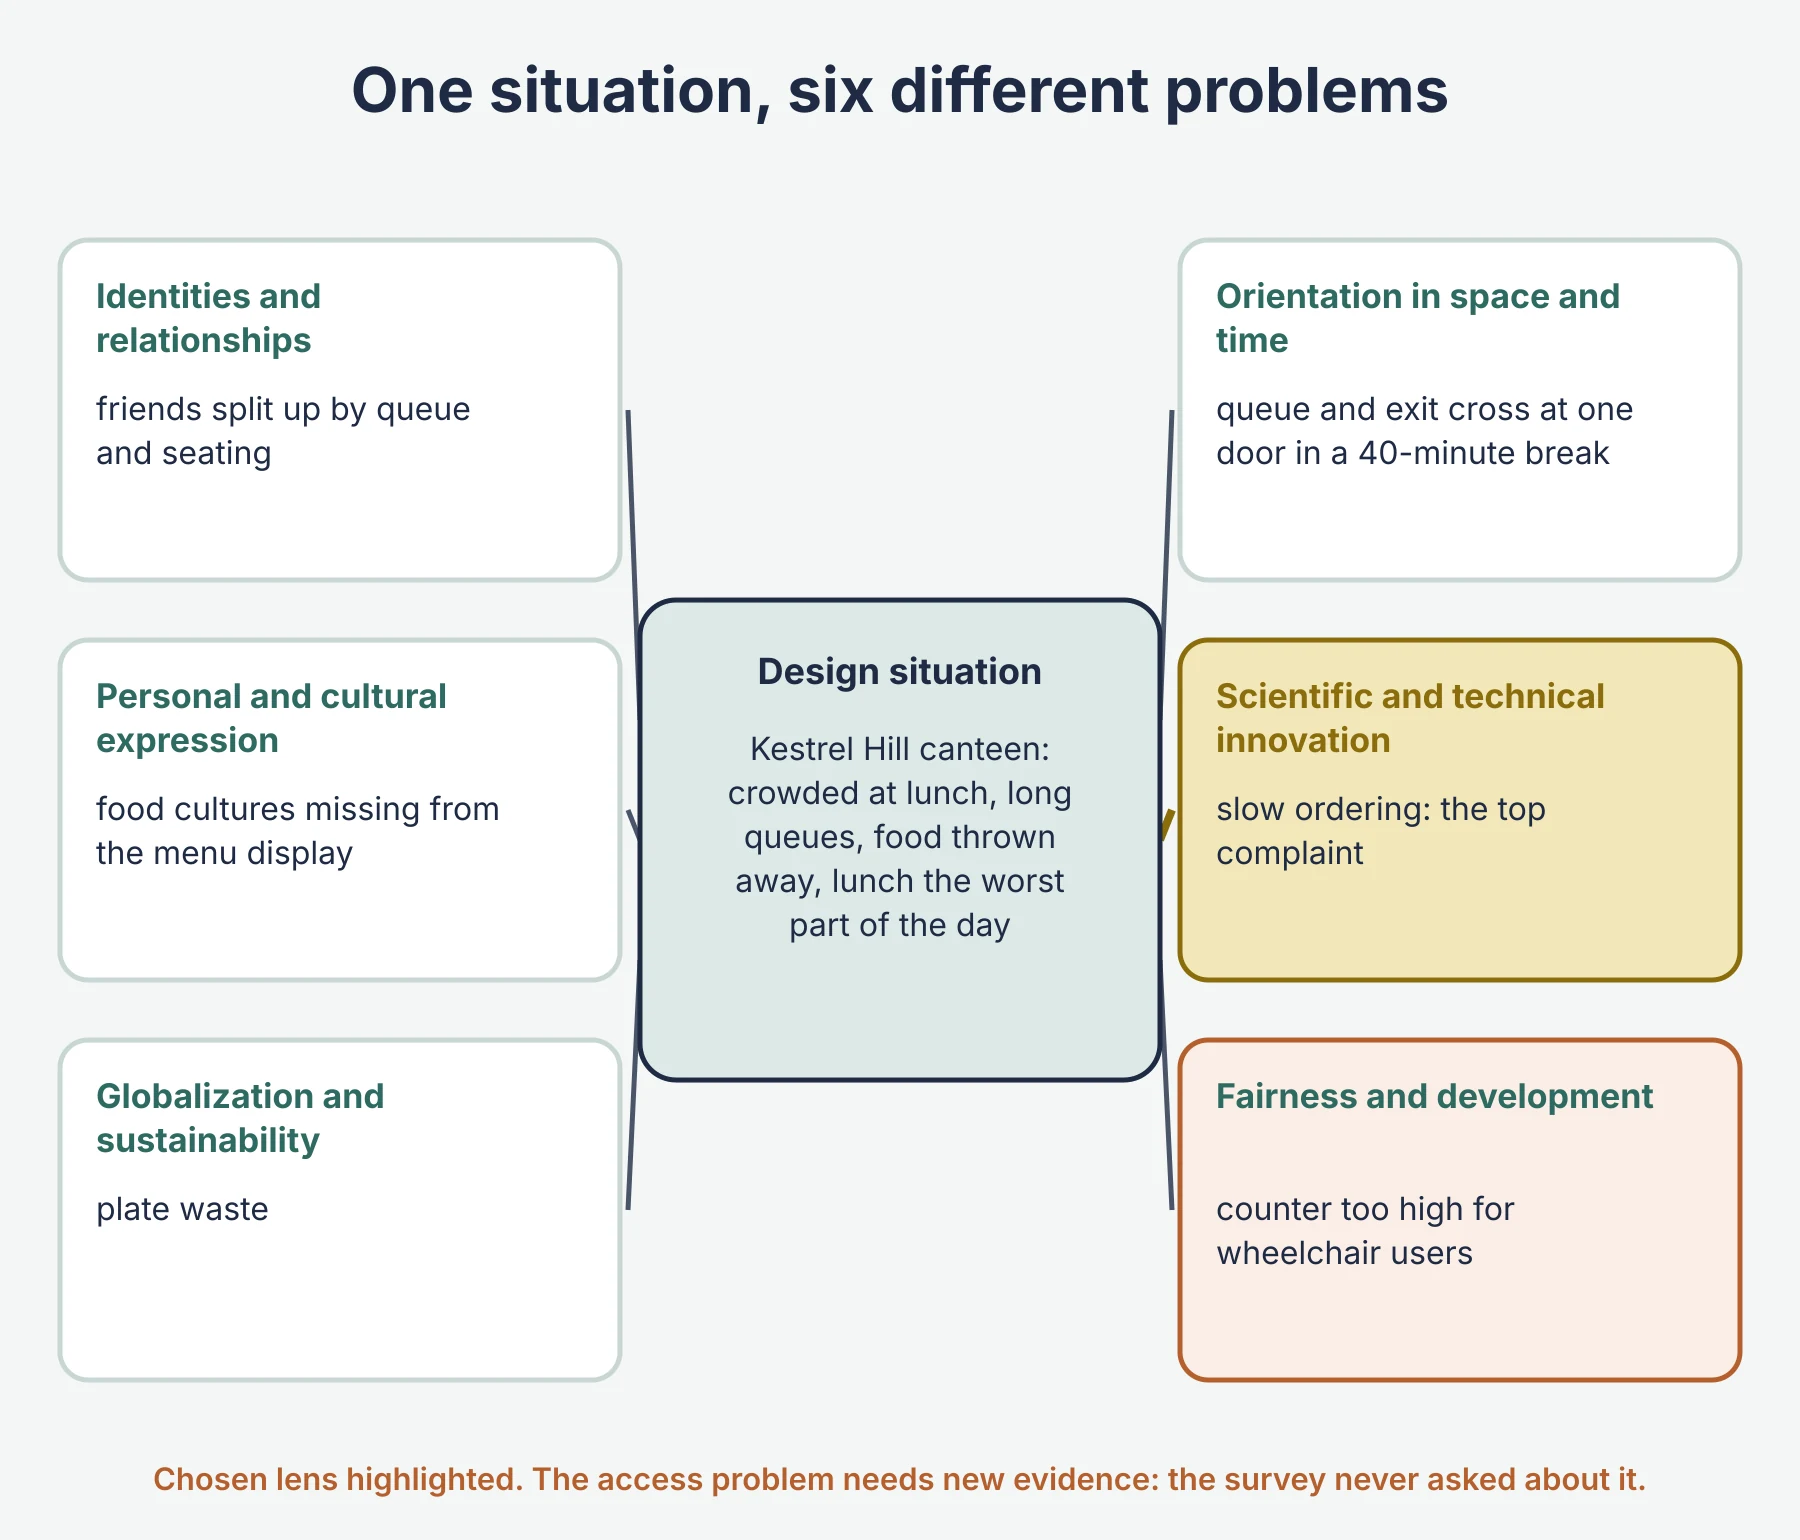 One situation, six different problems
Identities and
relationships
friends split up by queue
and seating
Orientation in space and
time
queue and exit cross at one
door in a 40-minute break
Personal and cultural
expression
food cultures missing from
the menu display
Design situation
Kestrel Hill canteen:
crowded at lunch, long
queues, food thrown
away, lunch the worst
part of the day
Scientific and technical
innovation
slow ordering: the top
complaint
Globalization and
sustainability
plate waste
Fairness and development
counter too high for
wheelchair users
Chosen lens highlighted. The access problem needs new evidence: the survey never asked about it.